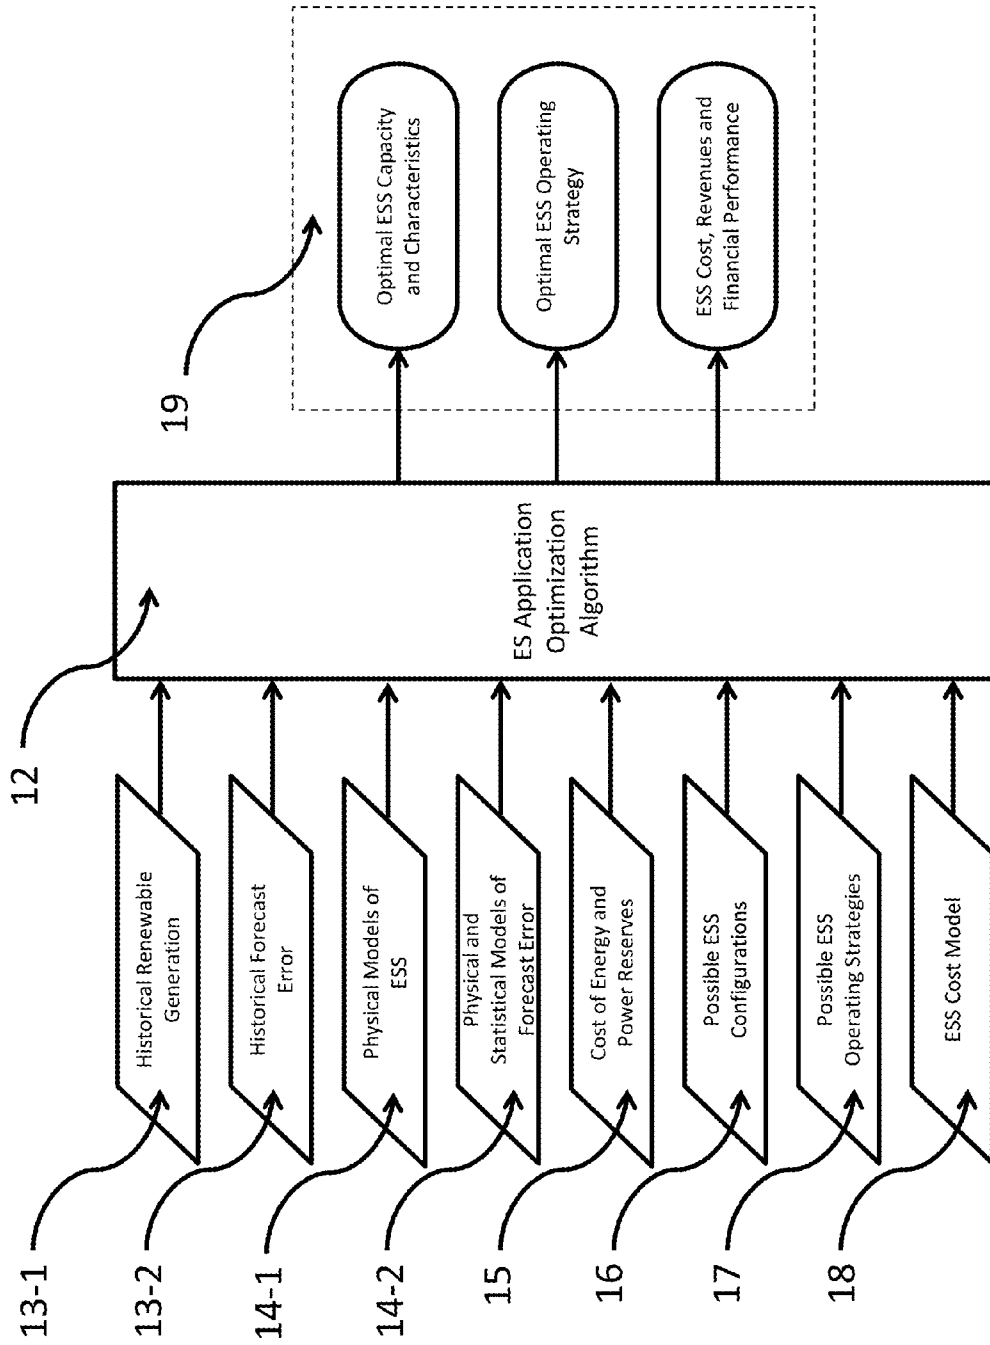 13-1
Historical Renewable
Generation
13-2
Historical Forecast
Error
14-1
Physical Models of
ESS
14-2
Physical and
Statistical Models of
Forecast Error
15
Cost of Energy and
Power Reserves
16
Possible ESS
Configurations
17
Possible ESS
Operating Strategies
18
ESS Cost Model
12
ES Application
Optimization
Algorithm
19
Optimal ESS Capacity
and Characteristics
Optimal ESS Operating
Strategy
ESS Cost, Revenues and
Financial Performance